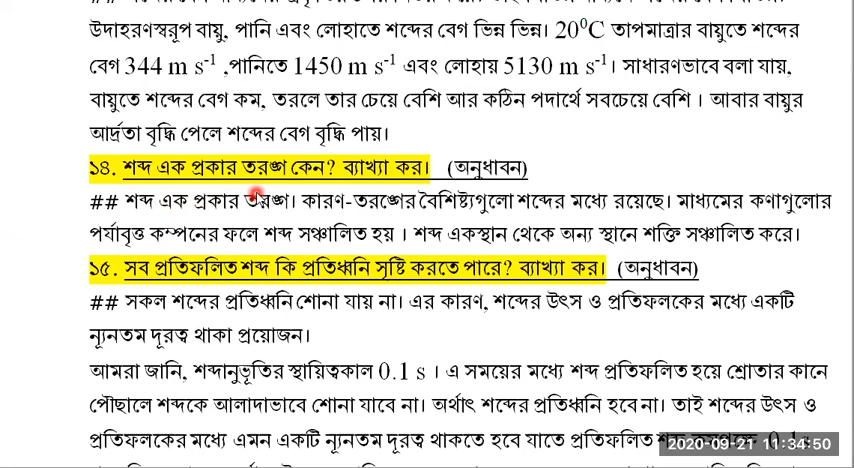 উদাহরণস্বরূপ বায়ু, পানি এবং লোহাতে শব্দের বেগ ভিন্ন ভিন্ন। 20⁰C তাপমাত্রার বায়ুতে শব্দের
বেগ 344 m s⁻¹ ,পানিতে 1450 m s⁻¹ এবং লোহায় 5130 m s⁻¹। সাধারণভাবে বলা যায়,
বায়ুতে শব্দের বেগ কম, তরলে তার চেয়ে বেশি আর কঠিন পদার্থে সবচেয়ে বেশি । আবার বায়ুর
আর্দ্রতা বৃদ্ধি পেলে শব্দের বেগ বৃদ্ধি পায়।
১৪. শব্দ এক প্রকার তরঙ্গ কেন? ব্যাখ্যা কর। (অনুধাবন)
## শব্দ এক প্রকার তরঙ্গ। কারণ-তরঙ্গের বৈশিষ্ট্যগুলো শব্দের মধ্যে রয়েছে। মাধ্যমের কণাগুলোর
পর্যাবৃত্ত কম্পনের ফলে শব্দ সঞ্চালিত হয় । শব্দ একস্থান থেকে অন্য স্থানে শক্তি সঞ্চালিত করে।
১৫. সব প্রতিফলিত শব্দ কি প্রতিধ্বনি সৃষ্টি করতে পারে? ব্যাখ্যা কর। (অনুধাবন)
## সকল শব্দের প্রতিধ্বনি শোনা যায় না। এর কারণ, শব্দের উৎস ও প্রতিফলকের মধ্যে একটি
ন্যূনতম দূরত্ব থাকা প্রয়োজন।
আমরা জানি, শব্দানুভূতির স্থায়িত্বকাল 0.1 s । এ সময়ের মধ্যে শব্দ প্রতিফলিত হয়ে শ্রোতার কানে
পৌছালে শব্দকে আলাদাভাবে শোনা যাবে না। অর্থাৎ শব্দের প্রতিধ্বনি হবে না। তাই শব্দের উৎস ও
প্রতিফলকের মধ্যে এমন একটি ন্যূনতম দূরত্ব থাকতে হবে যাতে প্রতিফলিত
2020-09-21 11:34:50